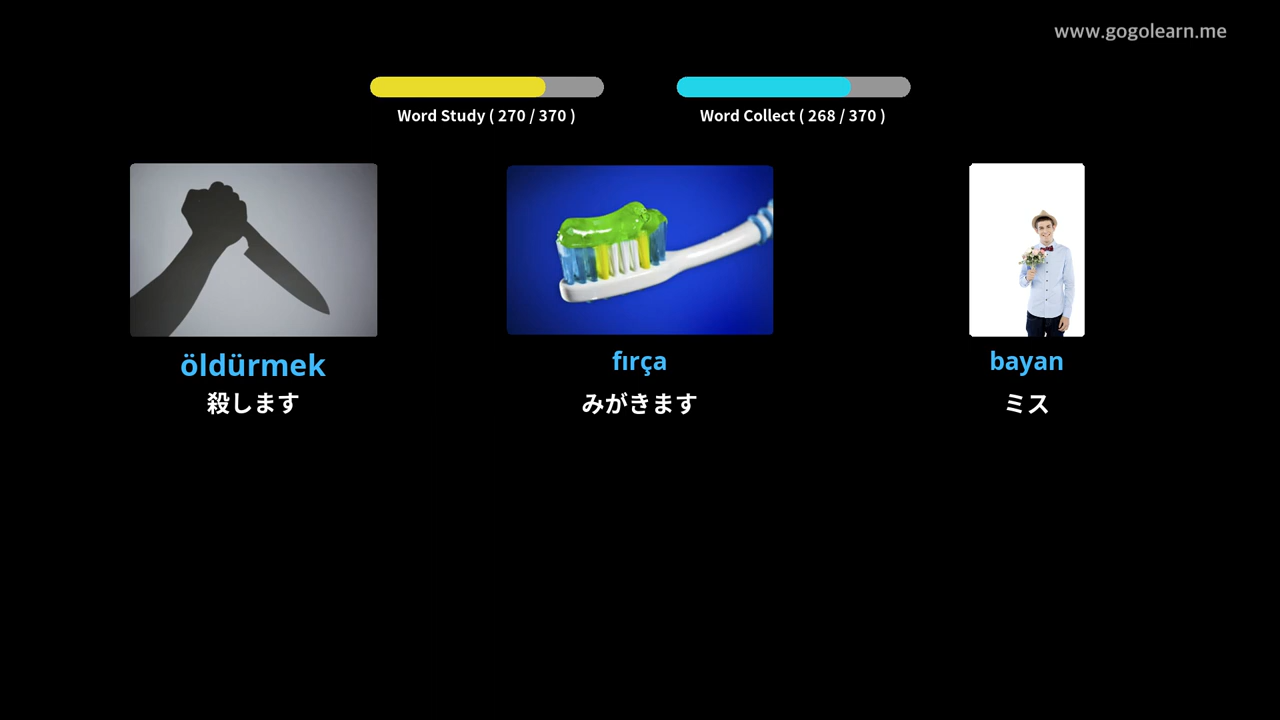 www.gogolearn.me
Word Study ( 270 / 370 )
Word Collect ( 268 / 370 )
öldürmek
殺します
fırça
みがきます
bayan
ミス